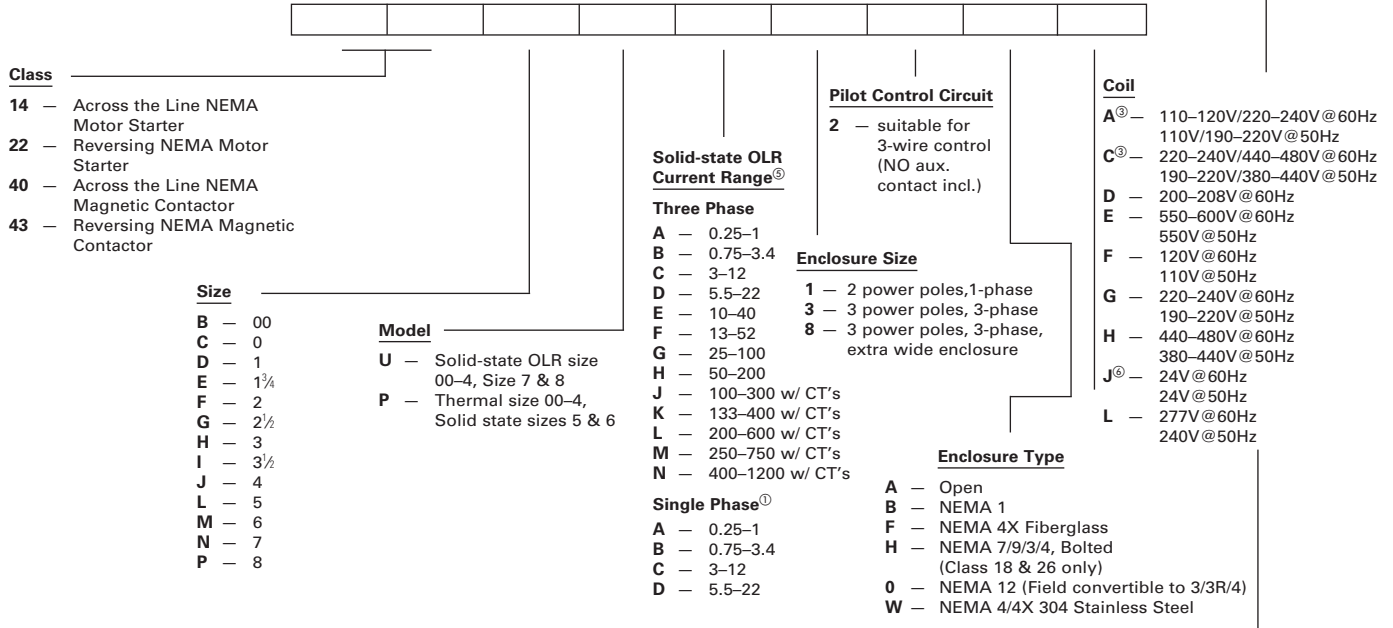 Class
14 — Across the Line NEMA
Motor Starter
22 — Reversing NEMA Motor
Starter
40 — Across the Line NEMA
Magnetic Contactor
43 — Reversing NEMA Magnetic
Contactor
Size
B — 00
C — 0
D — 1
E — 1¾
F — 2
G — 2½
H — 3
I — 3½
J — 4
L — 5
M — 6
N — 7
P — 8
Model
U — Solid-state OLR size
00–4, Size 7 & 8
P — Thermal size 00–4,
Solid state sizes 5 & 6
Solid-state OLR
Current Range⑤
Three Phase
A — 0.25–1
B — 0.75–3.4
C — 3–12
D — 5.5–22
E — 10–40
F — 13–52
G — 25–100
H — 50–200
J — 100–300 w/ CT's
K — 133–400 w/ CT's
L — 200–600 w/ CT's
M — 250–750 w/ CT's
N — 400–1200 w/ CT's
Single Phase①
A — 0.25–1
B — 0.75–3.4
C — 3–12
D — 5.5–22
Enclosure Size
1 — 2 power poles,1-phase
3 — 3 power poles, 3-phase
8 — 3 power poles, 3-phase,
extra wide enclosure
Pilot Control Circuit
2 — suitable for
3-wire control
(NO aux.
contact incl.)
Enclosure Type
A — Open
B — NEMA 1
F — NEMA 4X Fiberglass
H — NEMA 7/9/3/4, Bolted
(Class 18 & 26 only)
0 — NEMA 12 (Field convertible to 3/3R/4)
W — NEMA 4/4X 304 Stainless Steel
Coil
A③ — 110–120V/220–240V@60Hz
110V/190–220V@50Hz
C③ — 220–240V/440–480V@60Hz
190–220V/380–440V@50Hz
D — 200–208V@60Hz
E — 550–600V@60Hz
550V@50Hz
F — 120V@60Hz
110V@50Hz
G — 220–240V@60Hz
190–220V@50Hz
H — 440–480V@60Hz
380–440V@50Hz
J⑥ — 24V@60Hz
24V@50Hz
L — 277V@60Hz
240V@50Hz